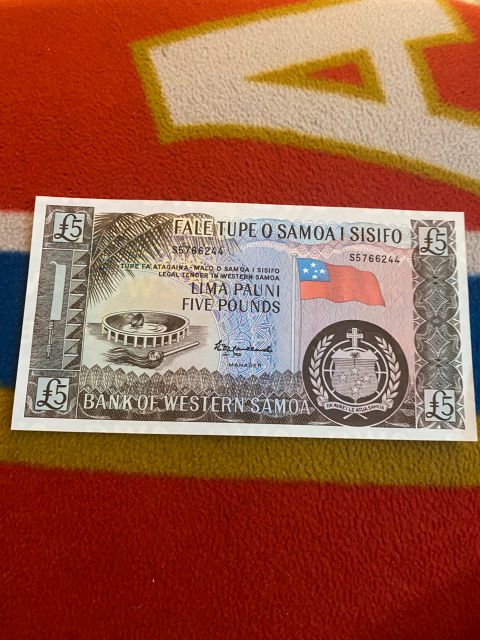 £5
FALE TUPE O SAMOA I SISIFO
£5
S5766244
S5766244
TUPE FA'ATAGAINA-MALO O SAMOA I SISIFO
LEGAL TENDER IN WESTERN SAMOA
LIMA PAUNI
FIVE POUNDS
MANAGER
£5
BANK OF WESTERN SAMOA
FA'AVAE I LE ATUA SAMOA
£5